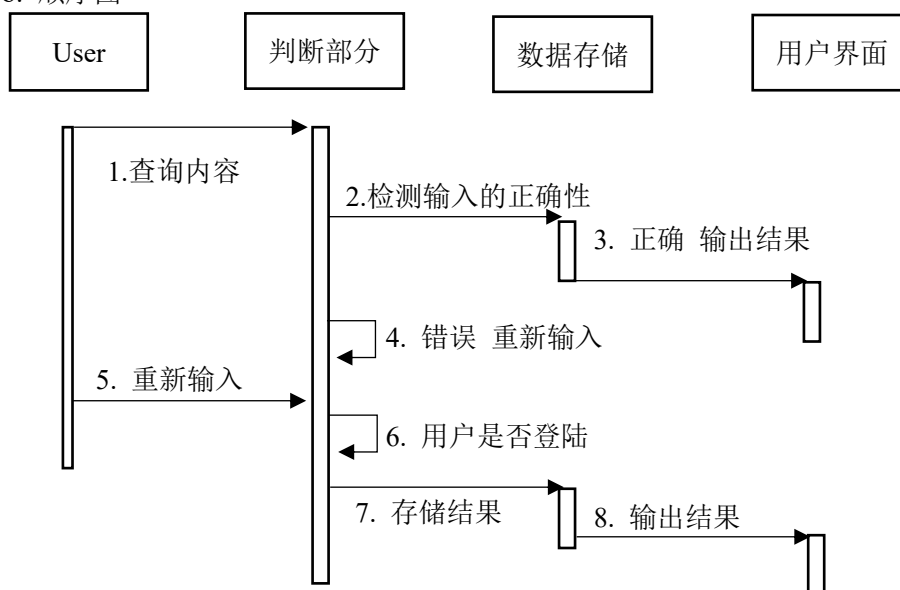 User
判断部分
数据存储
用户界面
1.查询内容
2.检测输入的正确性
3. 正确 输出结果
4. 错误 重新输入
5. 重新输入
6. 用户是否登陆
7. 存储结果
8. 输出结果